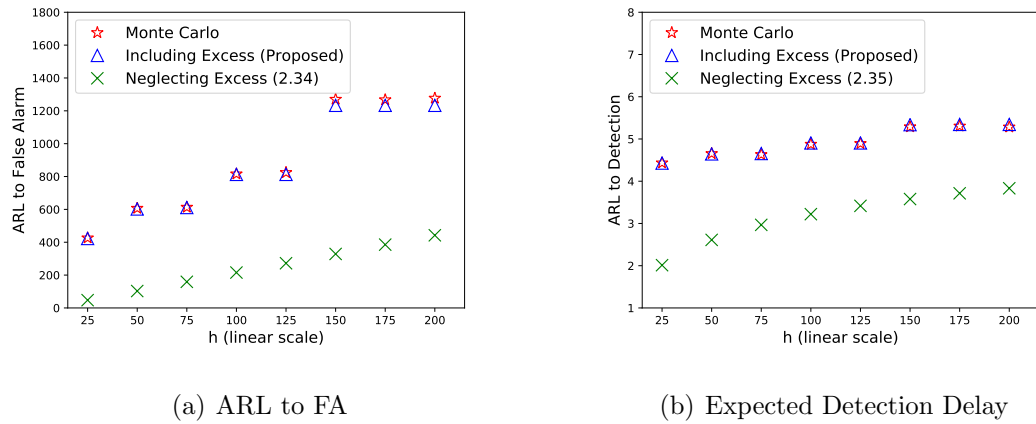 1800
1600
1400
1200
1000
800
600
400
200
0
ARL to False Alarm
Monte Carlo
Including Excess (Proposed)
Neglecting Excess (2.34)
25 50 75 100 125 150 175 200
h (linear scale)
(a) ARL to FA
8
7
6
5
4
3
2
1
ARL to Detection
Monte Carlo
Including Excess (Proposed)
Neglecting Excess (2.35)
25 50 75 100 125 150 175 200
h (linear scale)
(b) Expected Detection Delay